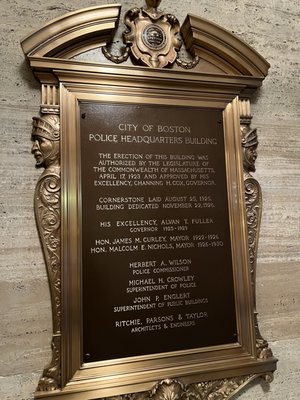 CITY OF BOSTON
POLICE HEADQUARTERS BUILDING
THE ERECTION OF THIS BUILDING WAS
AUTHORIZED BY THE LEGISLATURE OF
THE COMMONWEALTH OF MASSACHUSETTS,
APRIL 17, 1923 AND APPROVED BY HIS
EXCELLENCY, CHANNING H. COX, GOVERNOR.
CORNERSTONE LAID AUGUST 25, 1925.
BUILDING DEDICATED NOVEMBER 22, 1926.
HIS EXCELLENCY, ALVAN T. FULLER
GOVERNOR 1925-1929
HON. JAMES M. CURLEY, MAYOR 1922-1926
HON. MALCOLM E. NICHOLS, MAYOR 1926-1930
HERBERT A. WILSON
POLICE COMMISSIONER
MICHAEL H. CROWLEY
SUPERINTENDENT OF POLICE
JOHN P. ENGLERT
SUPERINTENDENT OF PUBLIC BUILDINGS
RITCHIE, PARSONS & TAYLOR
ARCHITECTS & ENGINEERS